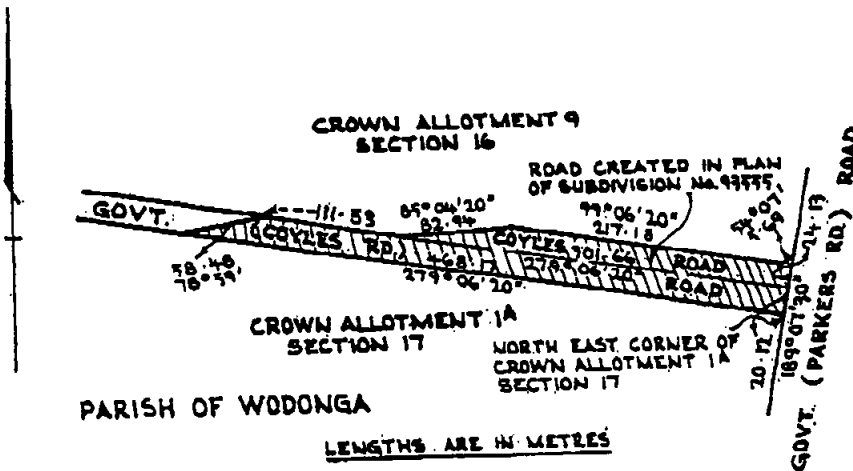 CROWN ALLOTMENT 9
SECTION 16
ROAD CREATED IN PLAN
OF SUBDIVISION No. 97555
GOVT.
111·53
85°04'20"
82·94
99°06'20"
217·18
24·13
ROAD
COYLES RD.
COYLES
301·66
ROAD
58·48
78°59'
468·17
279°06'20"
279°06'20"
ROAD
CROWN ALLOTMENT 1A
SECTION 17
NORTH EAST CORNER OF
CROWN ALLOTMENT 1A
SECTION 17
20·12
189°07'30"
GOVT. (PARKERS RD.)
PARISH OF WODONGA
LENGTHS ARE IN METRES